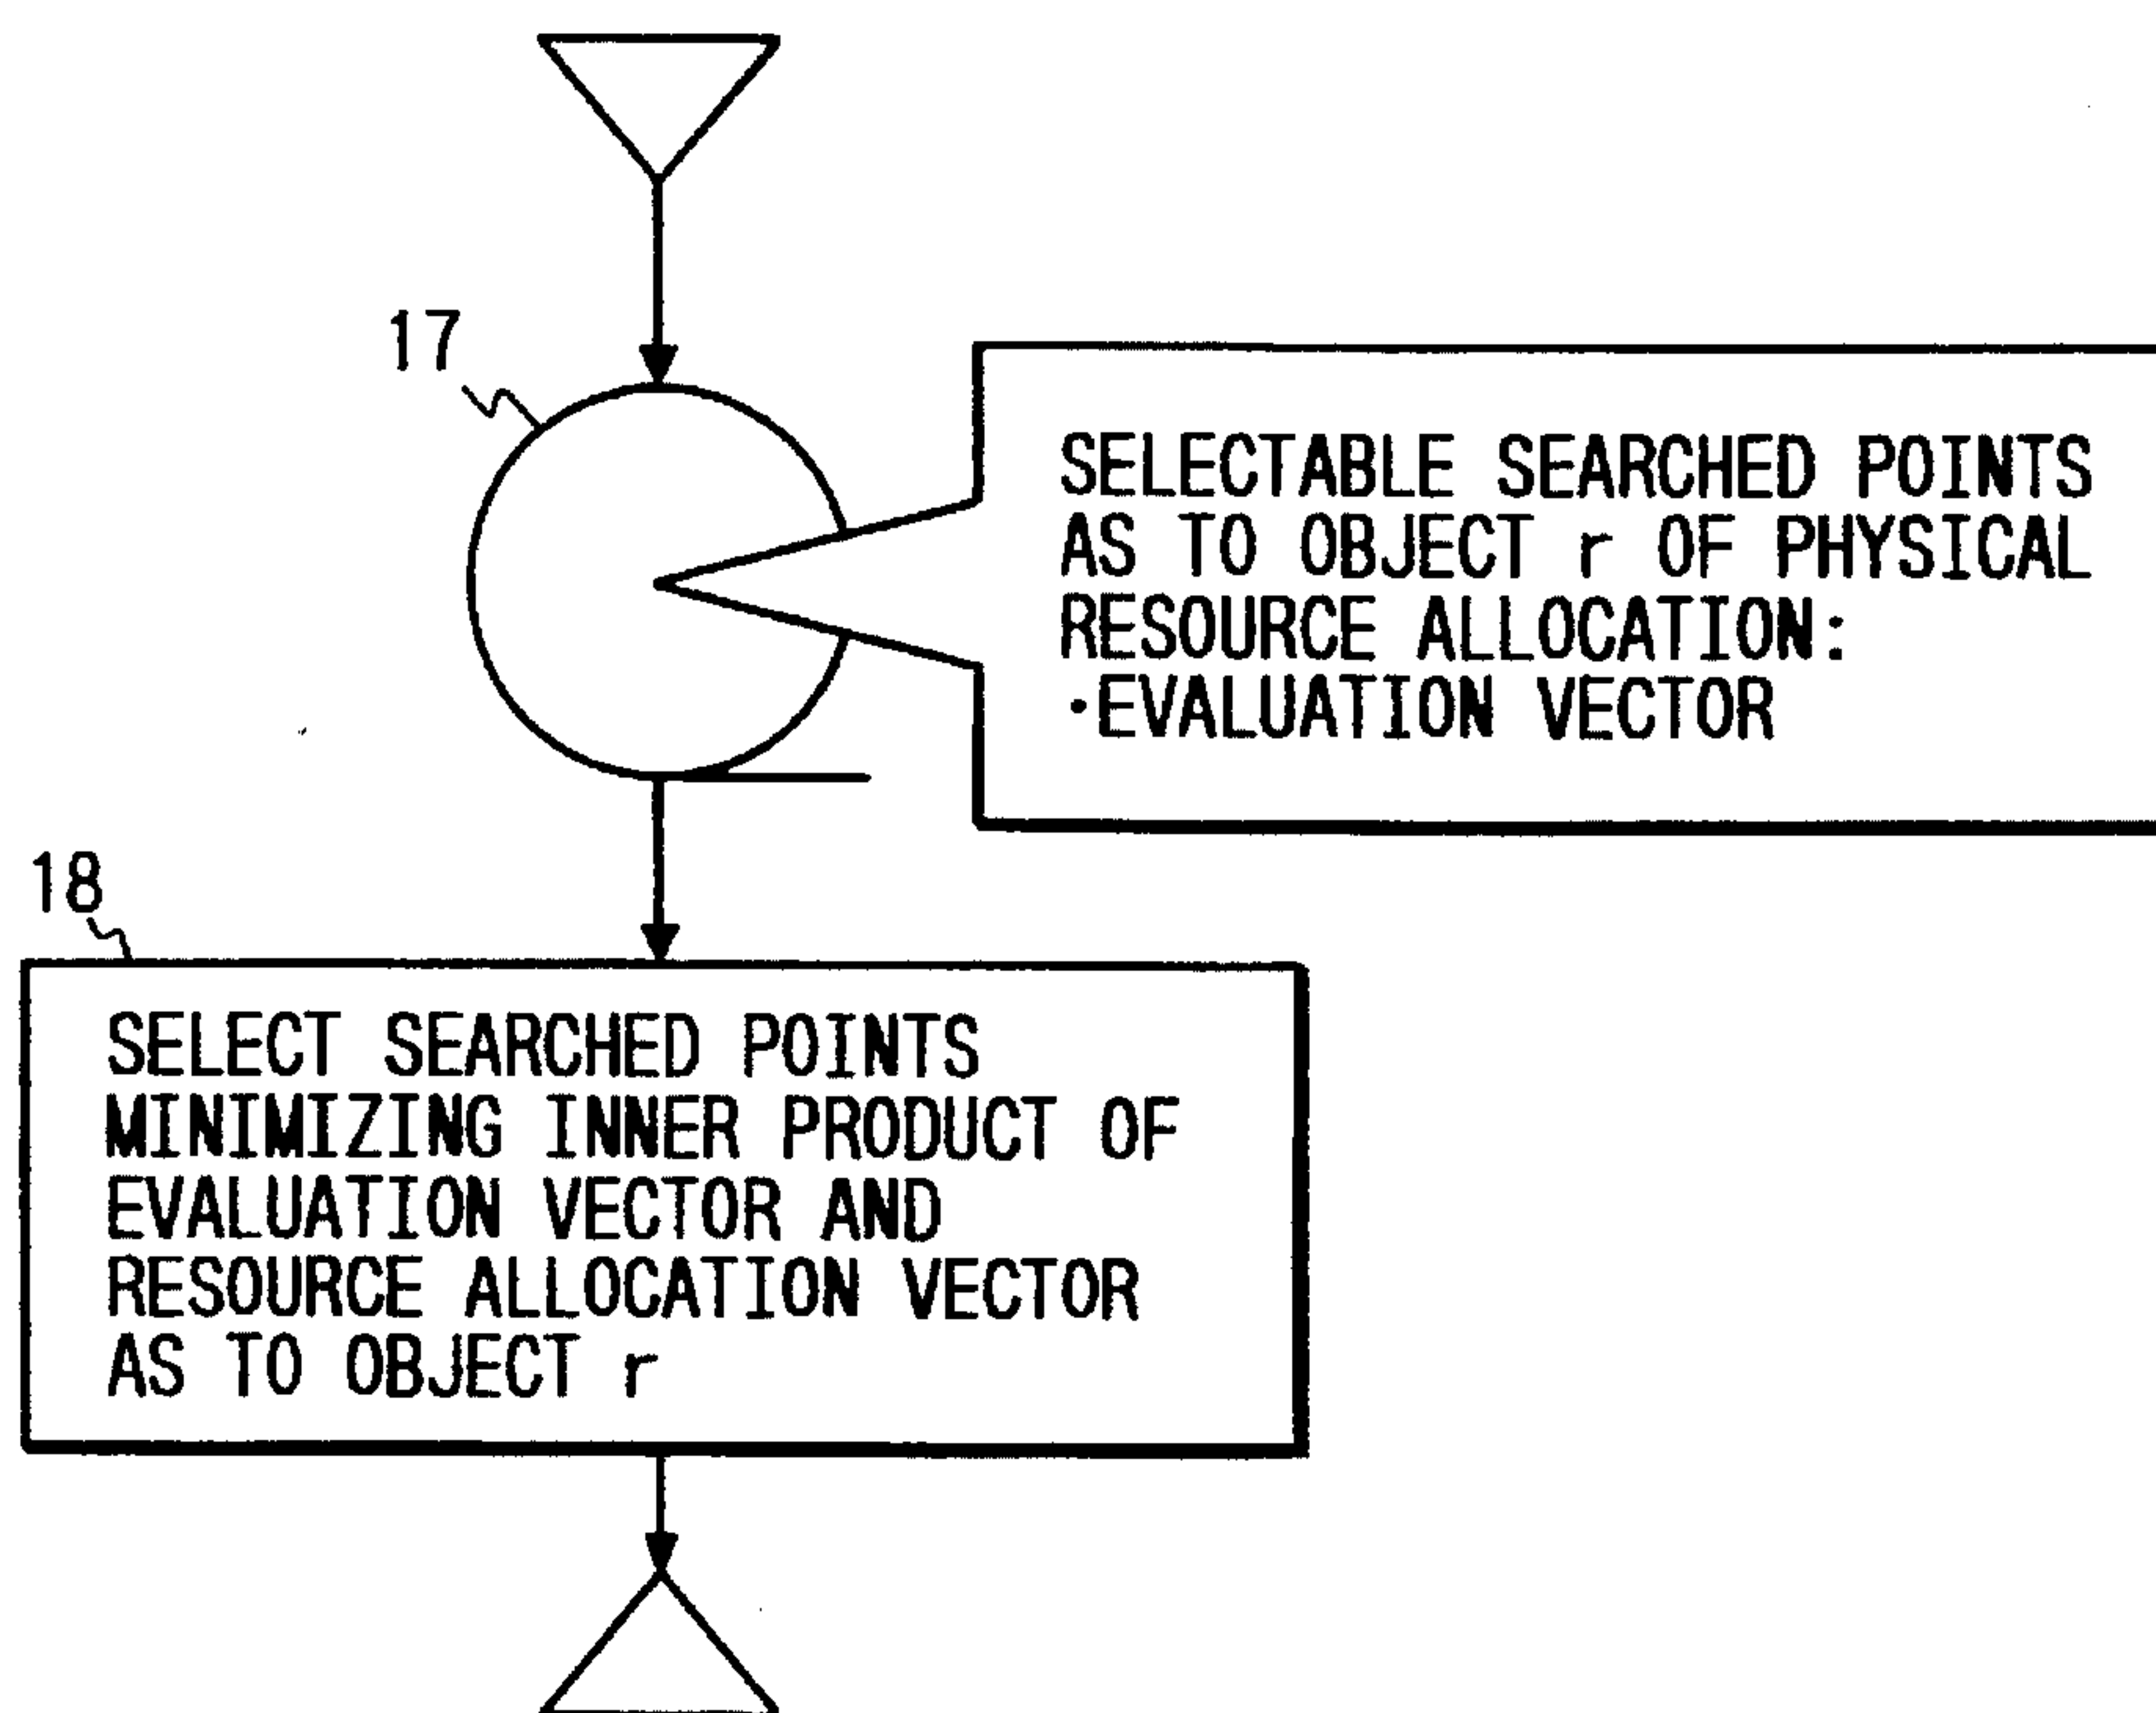 17
SELECTABLE SEARCHED POINTS
AS TO OBJECT r OF PHYSICAL
RESOURCE ALLOCATION:
・EVALUATION VECTOR
18
SELECT SEARCHED POINTS
MINIMIZING INNER PRODUCT OF
EVALUATION VECTOR AND
RESOURCE ALLOCATION VECTOR
AS TO OBJECT r